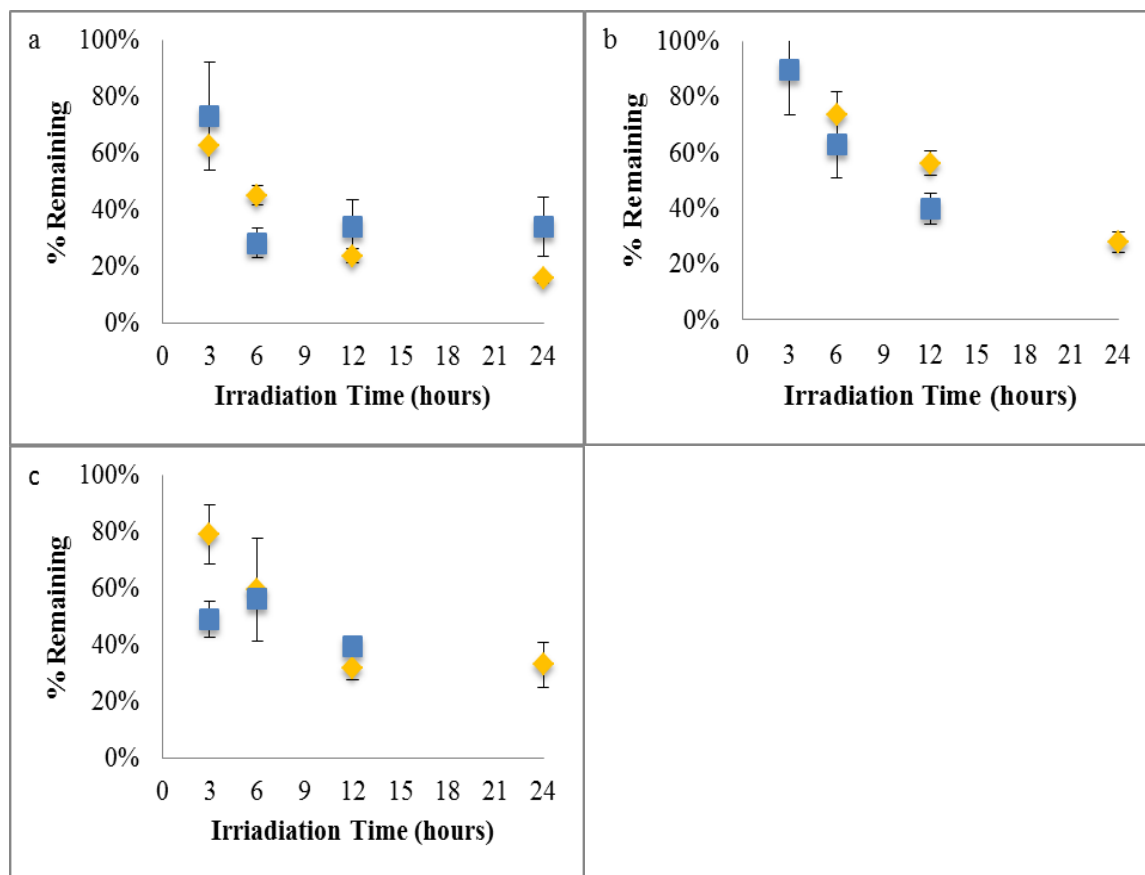 a
100%
80%
60%
40%
20%
0%
% Remaining
0 3 6 9 12 15 18 21 24
Irradiation Time (hours)
b
100%
80%
60%
40%
20%
0%
% Remaining
0 3 6 9 12 15 18 21 24
Irradiation Time (hours)
c
100%
80%
60%
40%
20%
0%
% Remaining
0 3 6 9 12 15 18 21 24
Irriadiation Time (hours)